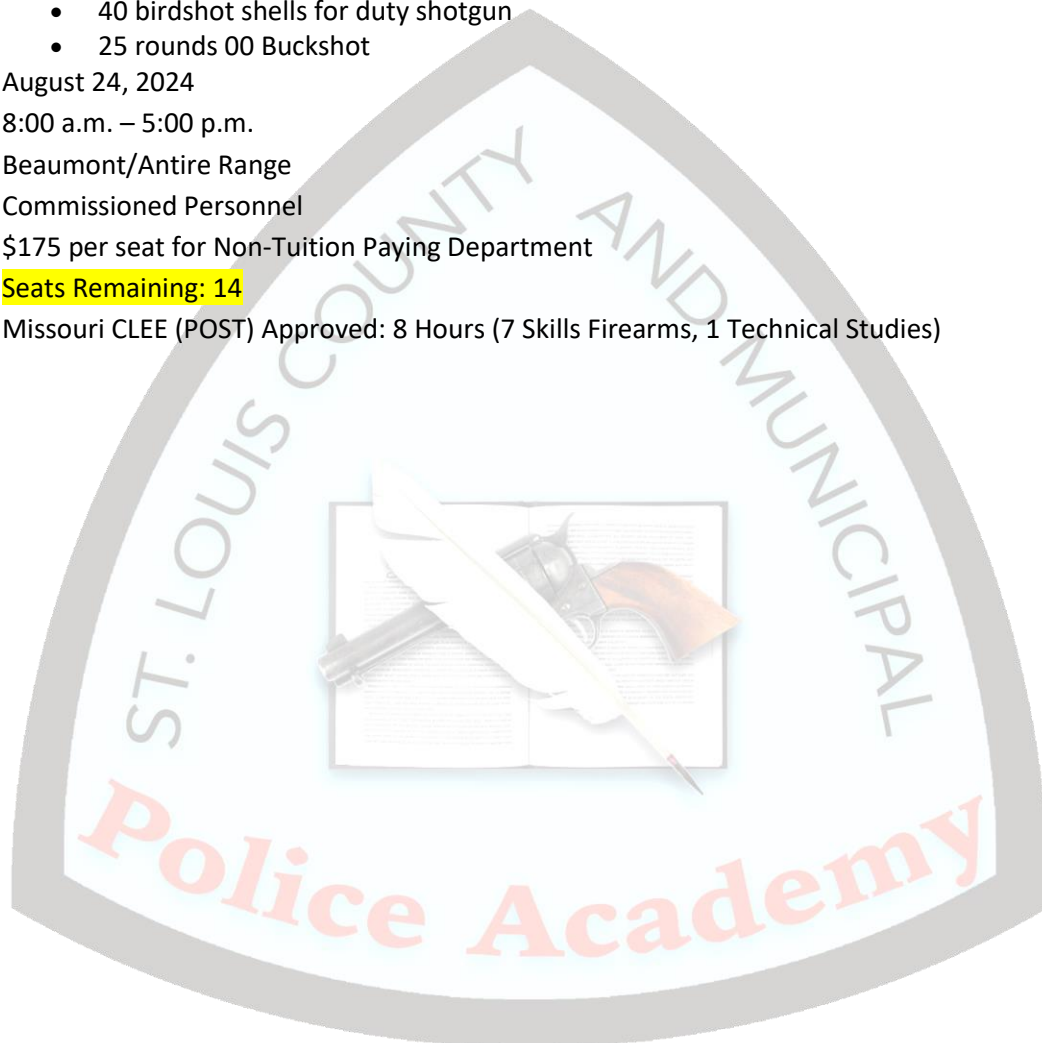 • 40 birdshot shells for duty shotgun
• 25 rounds 00 Buckshot
August 24, 2024
8:00 a.m. – 5:00 p.m.
Beaumont/Antire Range
Commissioned Personnel
$175 per seat for Non-Tuition Paying Department
Seats Remaining: 14
Missouri CLEE (POST) Approved: 8 Hours (7 Skills Firearms, 1 Technical Studies)
ST. LOUIS COUNTY AND MUNICIPAL
Police Academy